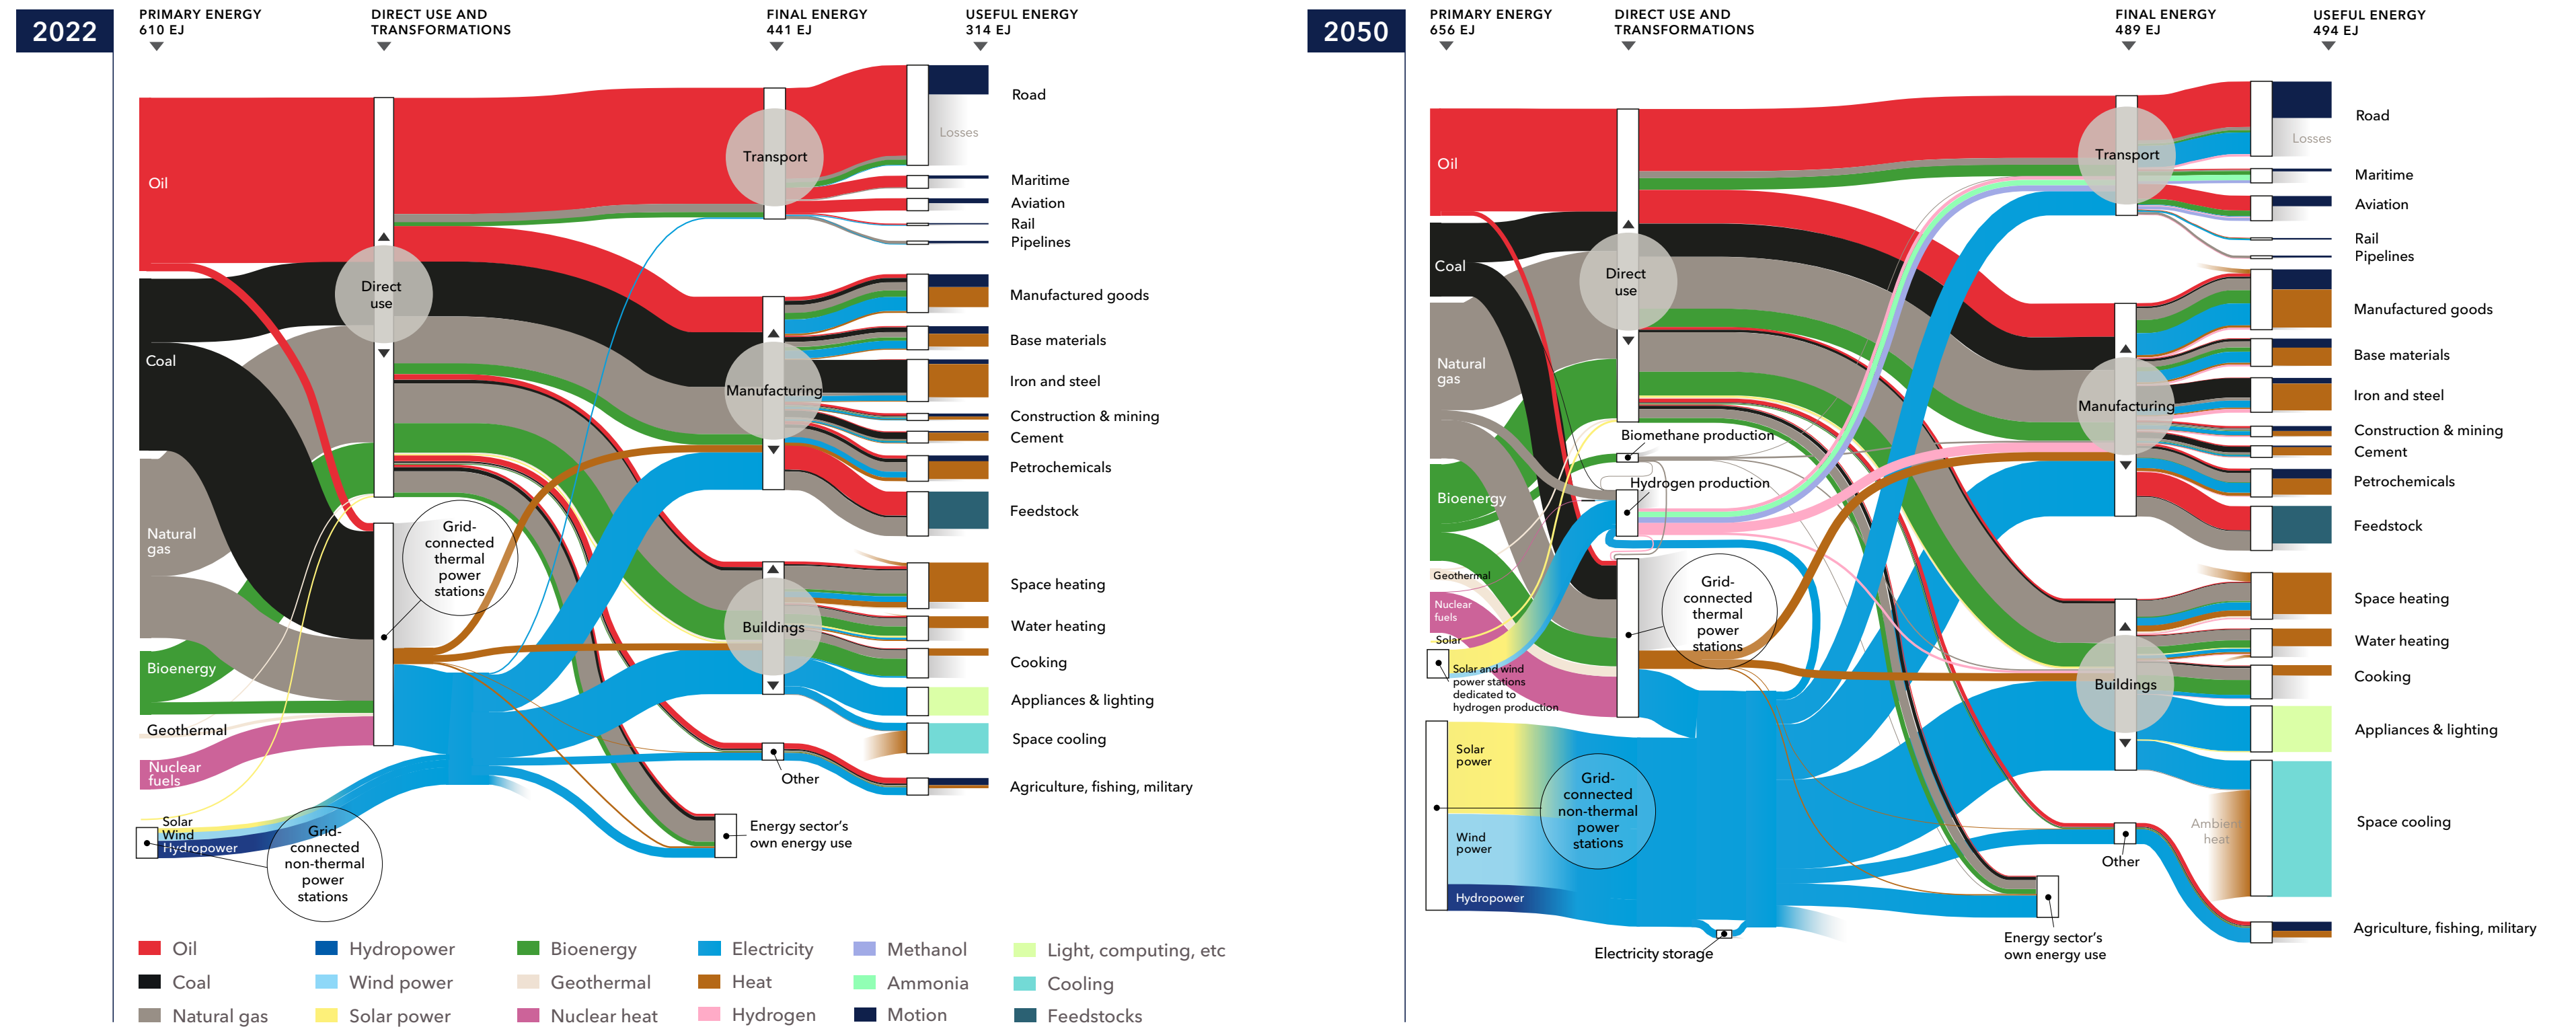 2022
PRIMARY ENERGY
610 EJ
DIRECT USE AND
TRANSFORMATIONS
FINAL ENERGY
441 EJ
USEFUL ENERGY
314 EJ
Oil
Coal
Natural
gas
Bioenergy
Geothermal
Nuclear
fuels
Solar
Wind
Hydropower
Direct
use
Grid-
connected
thermal
power
stations
Grid-
connected
non-thermal
power
stations
Transport
Manufacturing
Buildings
Other
Energy sector's
own energy use
Road
Losses
Maritime
Aviation
Rail
Pipelines
Manufactured goods
Base materials
Iron and steel
Construction & mining
Cement
Petrochemicals
Feedstock
Space heating
Water heating
Cooking
Appliances & lighting
Space cooling
Agriculture, fishing, military
Oil
Coal
Natural gas
Hydropower
Wind power
Solar power
Bioenergy
Geothermal
Nuclear heat
Electricity
Heat
Hydrogen
Methanol
Ammonia
Motion
Light, computing, etc
Cooling
Feedstocks
2050
PRIMARY ENERGY
656 EJ
DIRECT USE AND
TRANSFORMATIONS
FINAL ENERGY
489 EJ
USEFUL ENERGY
494 EJ
Oil
Coal
Natural
gas
Bioenergy
Geothermal
Nuclear
fuels
Solar
Solar and wind
power stations
dedicated to
hydrogen production
Solar
power
Wind
power
Hydropower
Direct
use
Biomethane production
Hydrogen production
Grid-
connected
thermal
power
stations
Grid-
connected
non-thermal
power
stations
Electricity storage
Transport
Manufacturing
Buildings
Other
Energy sector's
own energy use
Road
Losses
Maritime
Aviation
Rail
Pipelines
Manufactured goods
Base materials
Iron and steel
Construction & mining
Cement
Petrochemicals
Feedstock
Space heating
Water heating
Cooking
Appliances & lighting
Ambient
heat
Space cooling
Agriculture, fishing, military